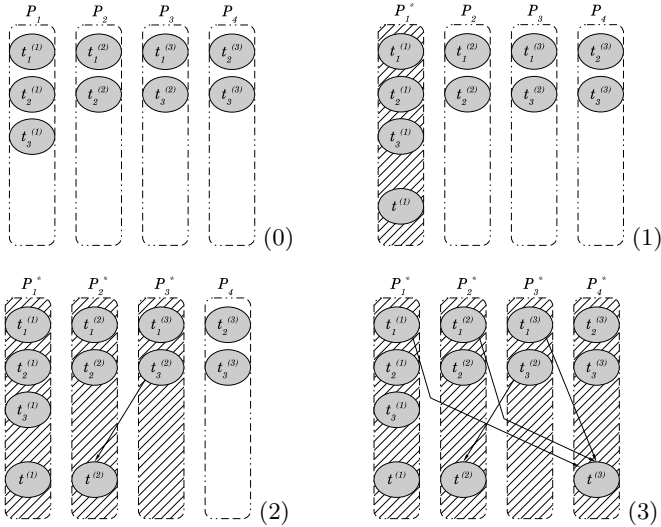 P₁ P₂ P₃ P₄
t₁⁽¹⁾ t₁⁽²⁾ t₁⁽³⁾ t₂⁽³⁾
t₂⁽¹⁾ t₂⁽²⁾ t₃⁽²⁾ t₃⁽³⁾
t₃⁽¹⁾
(0)
P₁* P₂ P₃ P₄
t₁⁽¹⁾ t₁⁽²⁾ t₁⁽³⁾ t₂⁽³⁾
t₂⁽¹⁾ t₂⁽²⁾ t₃⁽²⁾ t₃⁽³⁾
t₃⁽¹⁾
t⁽¹⁾
(1)
P₁* P₂* P₃* P₄
t₁⁽¹⁾ t₁⁽²⁾ t₁⁽³⁾ t₂⁽³⁾
t₂⁽¹⁾ t₂⁽²⁾ t₃⁽²⁾ t₃⁽³⁾
t₃⁽¹⁾
t⁽¹⁾ t⁽²⁾
(2)
P₁* P₂* P₃* P₄*
t₁⁽¹⁾ t₁⁽²⁾ t₁⁽³⁾ t₂⁽³⁾
t₂⁽¹⁾ t₂⁽²⁾ t₃⁽²⁾ t₃⁽³⁾
t₃⁽¹⁾
t⁽¹⁾ t⁽²⁾ t⁽³⁾
(3)